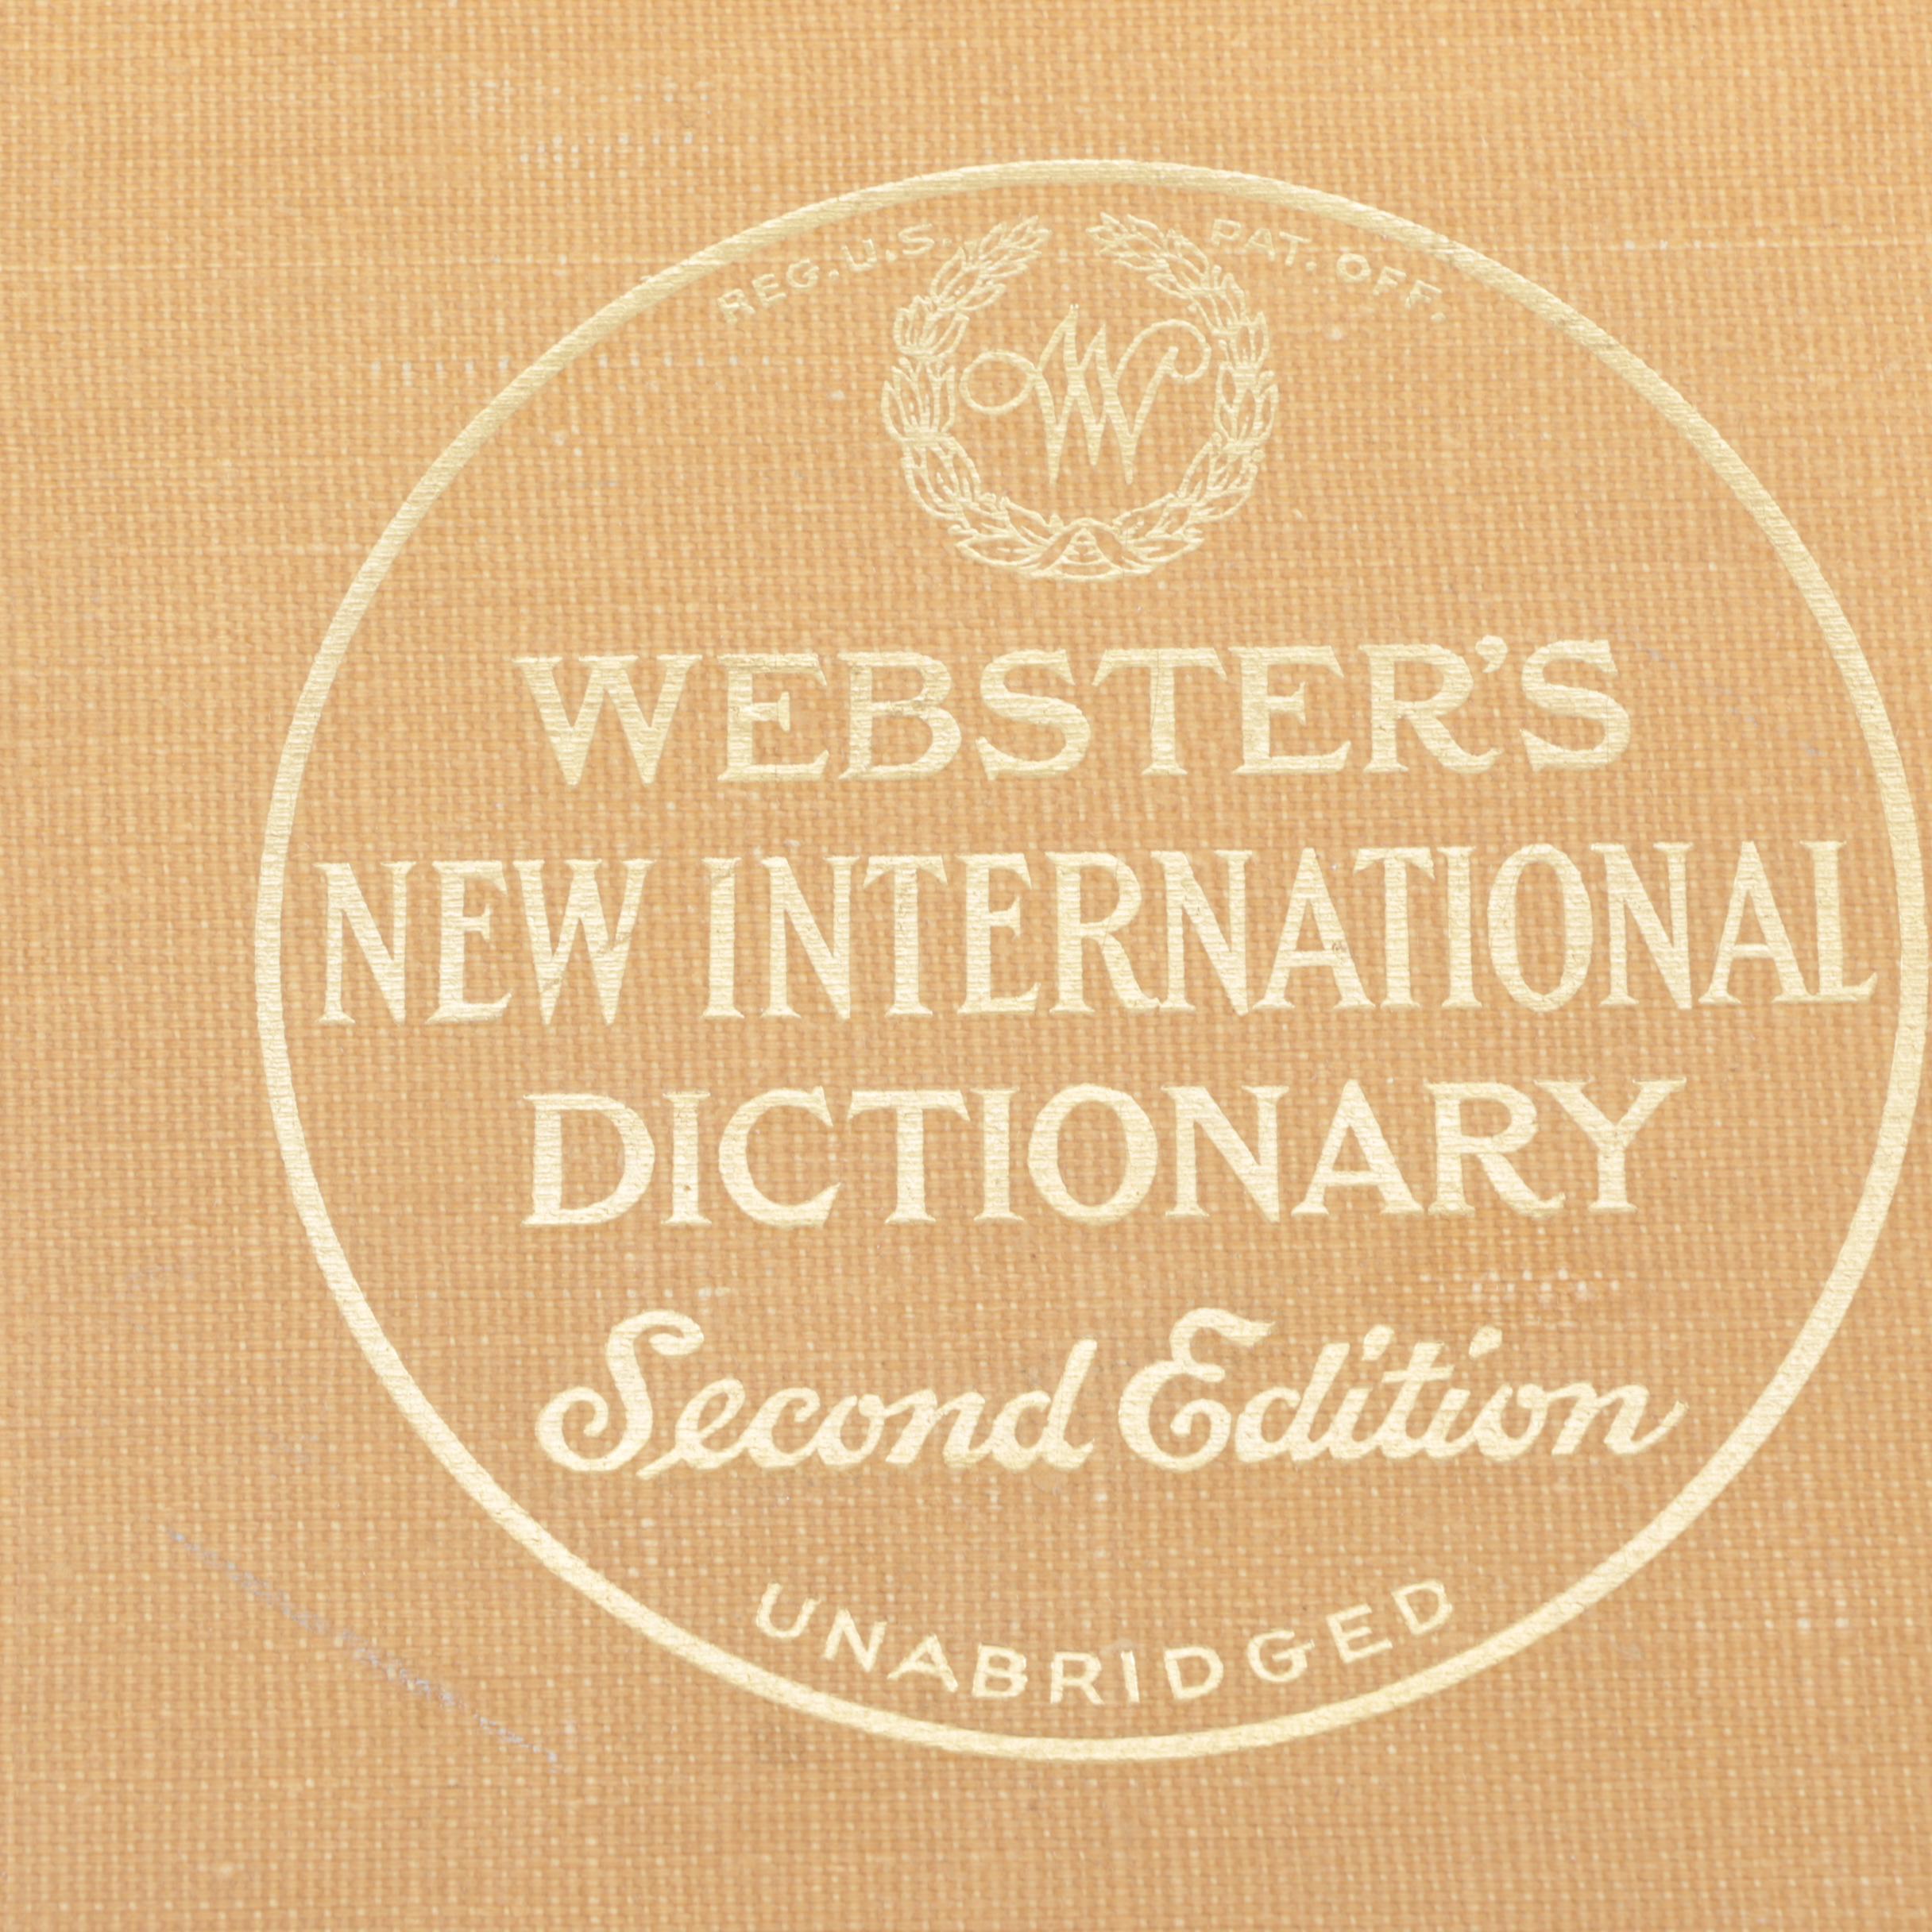 REG. U.S. PAT. OFF.
W
WEBSTER'S
NEW INTERNATIONAL
DICTIONARY
Second Edition
UNABRIDGED